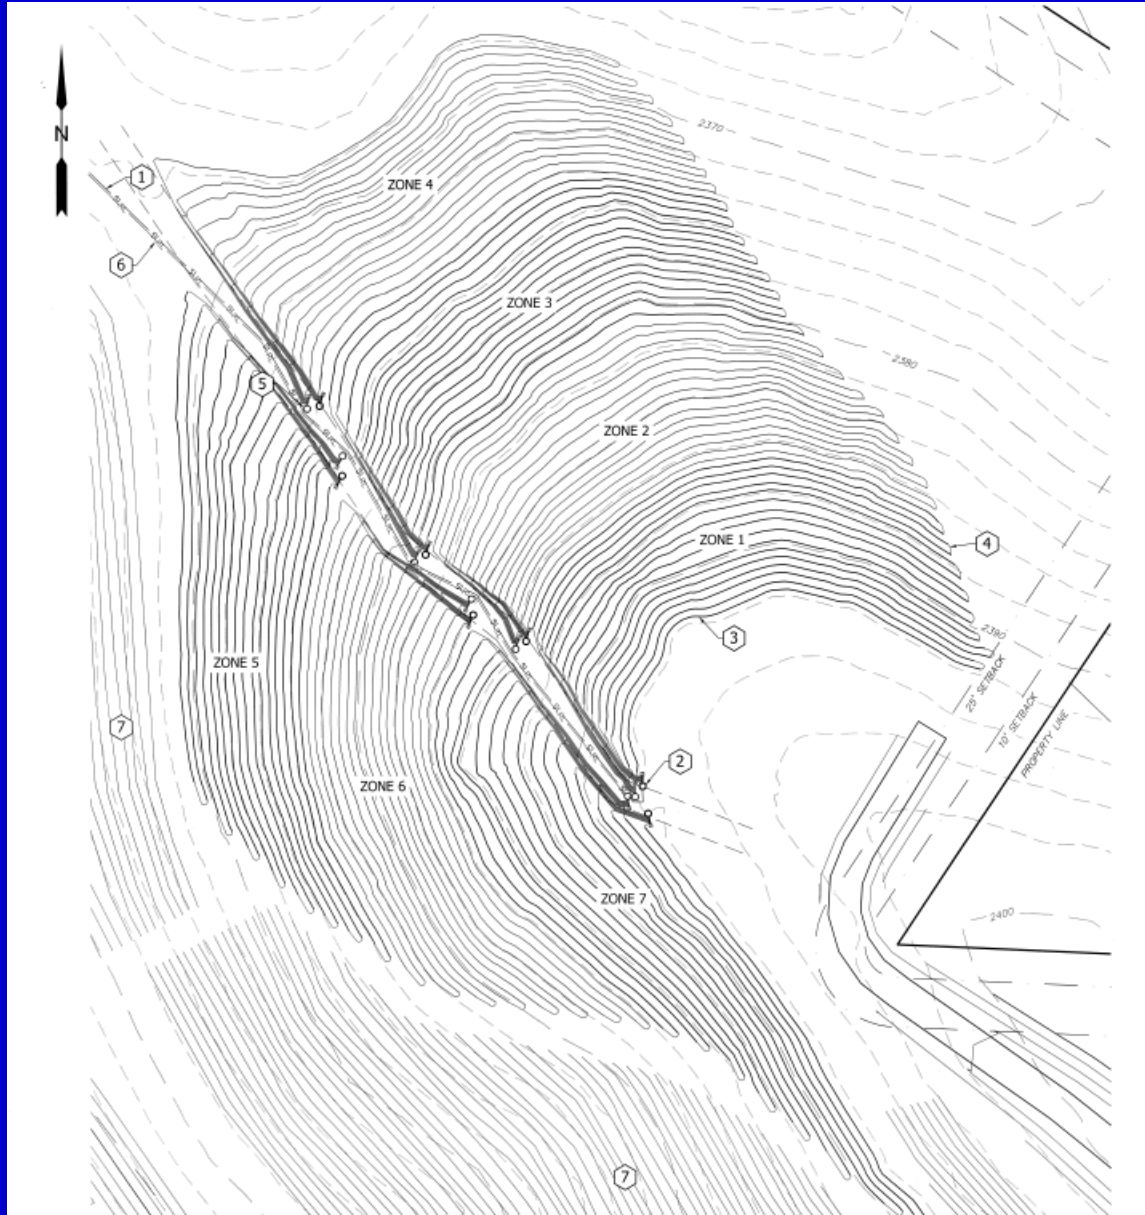 2370
N
1
ZONE 4
6
ZONE 3
2380
5
ZONE 2
ZONE 1
4
3
2390
ZONE 5
25' SETBACK
10' SETBACK
PROPERTY LINE
7
2
ZONE 6
ZONE 7
2400
7